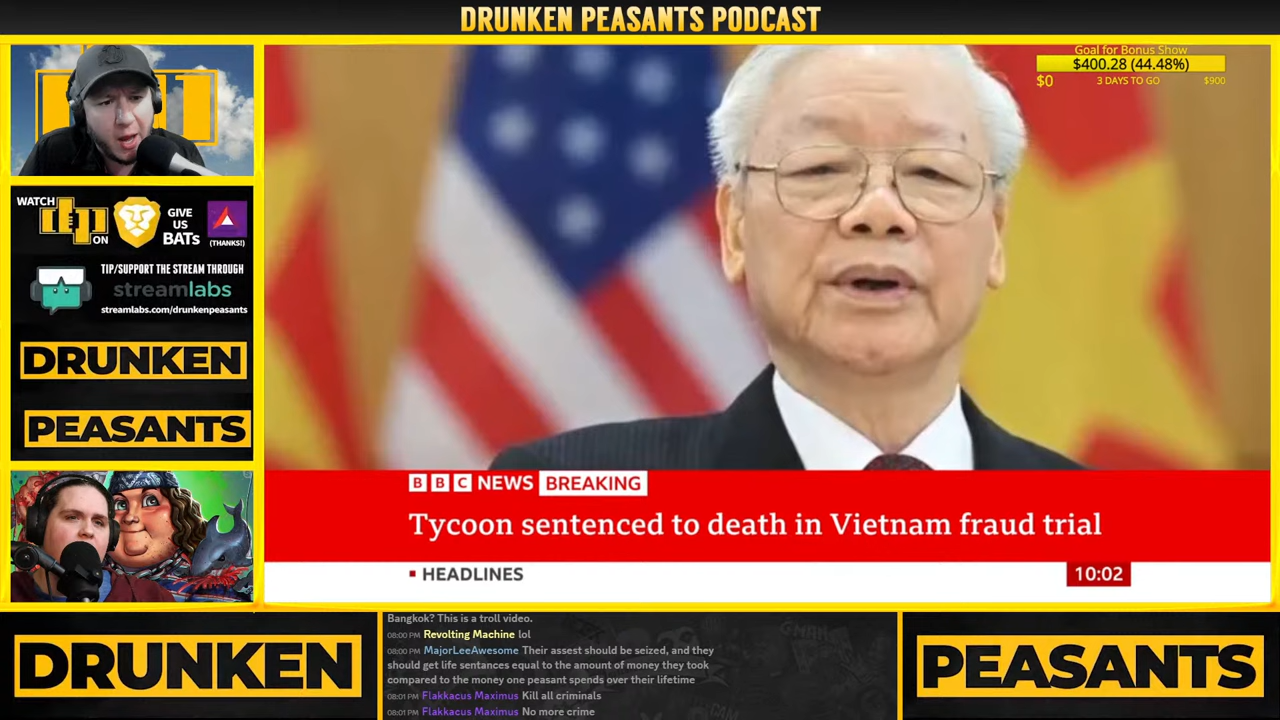 DRUNKEN PEASANTS PODCAST
Goal for Bonus Show
$400.28 (44.48%)
$0
3 DAYS TO GO
$900
WATCH
ON
GIVE
US
BATs
(THANKS!)
TIP/SUPPORT THE STREAM THROUGH
streamlabs
streamlabs.com/drunkenpeasants
DRUNKEN
PEASANTS
BBC NEWS BREAKING
Tycoon sentenced to death in Vietnam fraud trial
HEADLINES
10:02
DRUNKEN
Bangkok? This is a troll video.
08:00 PM Revolting Machine lol
08:00 PM MajorLeeAwesome Their assest should be seized, and they
should get life sentances equal to the amount of money they took
compared to the money one peasant spends over their lifetime
08:01 PM Flakkacus Maximus Kill all criminals
08:01 PM Flakkacus Maximus No more crime
PEASANTS